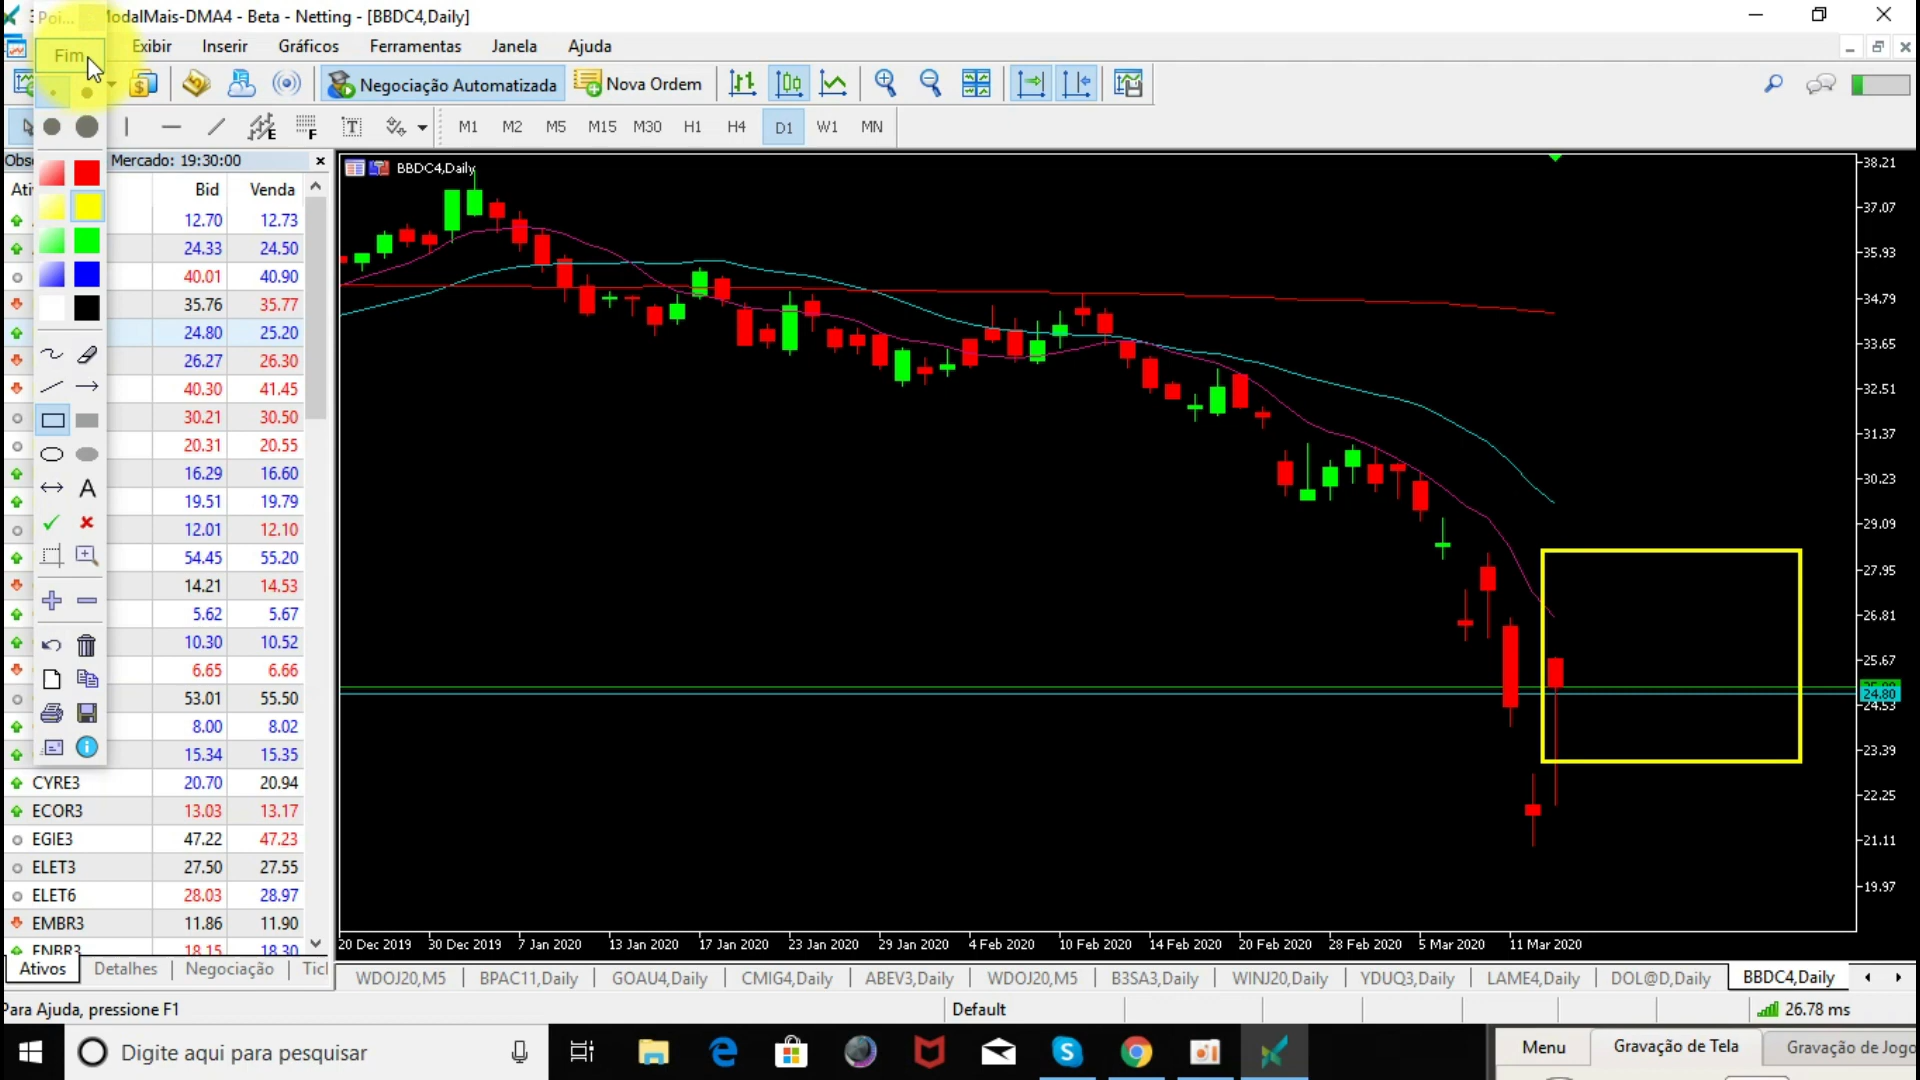 Poi... ModalMais-DMA4 - Beta - Netting - [BBDC4,Daily]
Fim Exibir Inserir Gráficos Ferramentas Janela Ajuda
Negociação Automatizada Nova Ordem
M1 M2 M5 M15 M30 H1 H4 D1 W1 MN
Mercado: 19:30:00
Bid Venda
12.70 12.73
24.33 24.50
40.01 40.90
35.76 35.77
24.80 25.20
26.27 26.30
40.30 41.45
30.21 30.50
20.31 20.55
16.29 16.60
19.51 19.79
12.01 12.10
54.45 55.20
14.21 14.53
5.62 5.67
10.30 10.52
6.65 6.66
53.01 55.50
8.00 8.02
15.34 15.35
CYRE3 20.70 20.94
ECOR3 13.03 13.17
EGIE3 47.22 47.23
ELET3 27.50 27.55
ELET6 28.03 28.97
EMBR3 11.86 11.90
ENBR3 18.15 18.30
Ativos Detalhes Negociação
BBDC4,Daily
38.21
37.07
35.93
34.79
33.65
32.51
31.37
30.23
29.09
27.95
26.81
25.67
24.80
24.53
23.39
22.25
21.11
19.97
20 Dec 2019 30 Dec 2019 7 Jan 2020 13 Jan 2020 17 Jan 2020 23 Jan 2020 29 Jan 2020 4 Feb 2020 10 Feb 2020 14 Feb 2020 20 Feb 2020 28 Feb 2020 5 Mar 2020 11 Mar 2020
WDOJ20,M5 BPAC11,Daily GOAU4,Daily CMIG4,Daily ABEV3,Daily WDOJ20,M5 B3SA3,Daily WINJ20,Daily YDUQ3,Daily LAME4,Daily DOL@D,Daily BBDC4,Daily
Para Ajuda, pressione F1 Default 26.78 ms
Digite aqui para pesquisar
Menu Gravação de Tela Gravação de Jogo